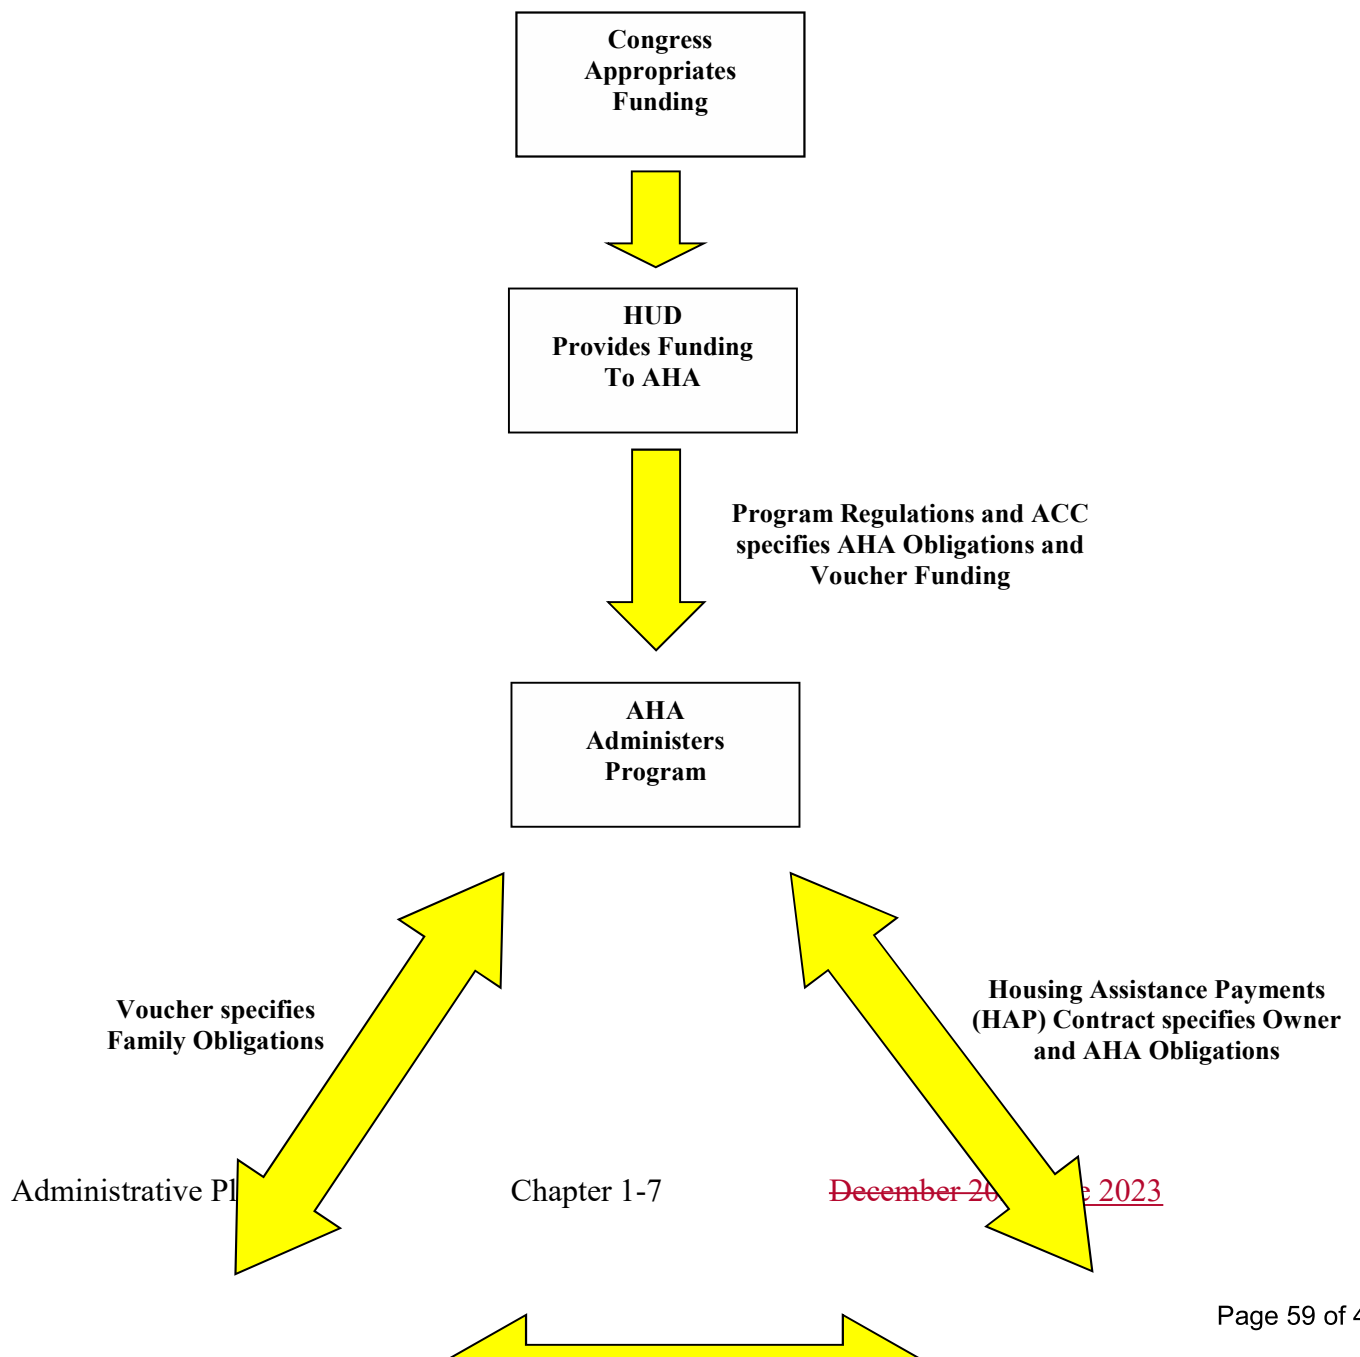 Congress
Appropriates
Funding
HUD
Provides Funding
To AHA
Program Regulations and ACC
specifies AHA Obligations and
Voucher Funding
AHA
Administers
Program
Voucher specifies
Family Obligations
Housing Assistance Payments
(HAP) Contract specifies Owner
and AHA Obligations
Administrative Chapter 1-7 December 2023
Page 59 of